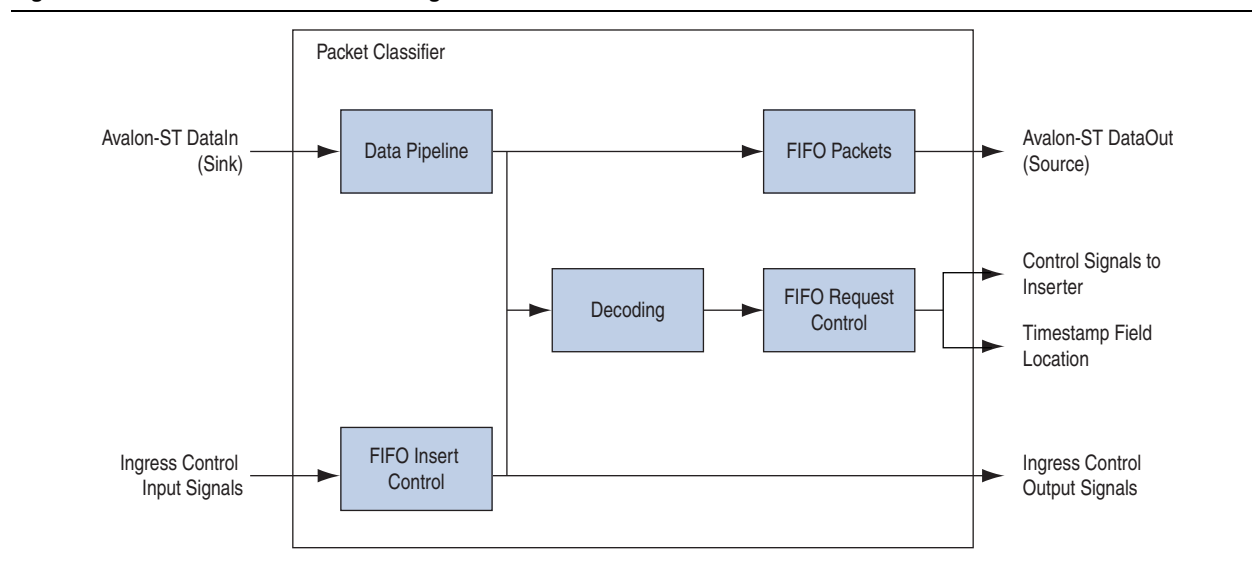 Packet Classifier
Avalon-ST DataIn
(Sink)
Data Pipeline
FIFO Packets
Avalon-ST DataOut
(Source)
Decoding
FIFO Request
Control
Control Signals to
Inserter
Timestamp Field
Location
Ingress Control
Input Signals
FIFO Insert
Control
Ingress Control
Output Signals